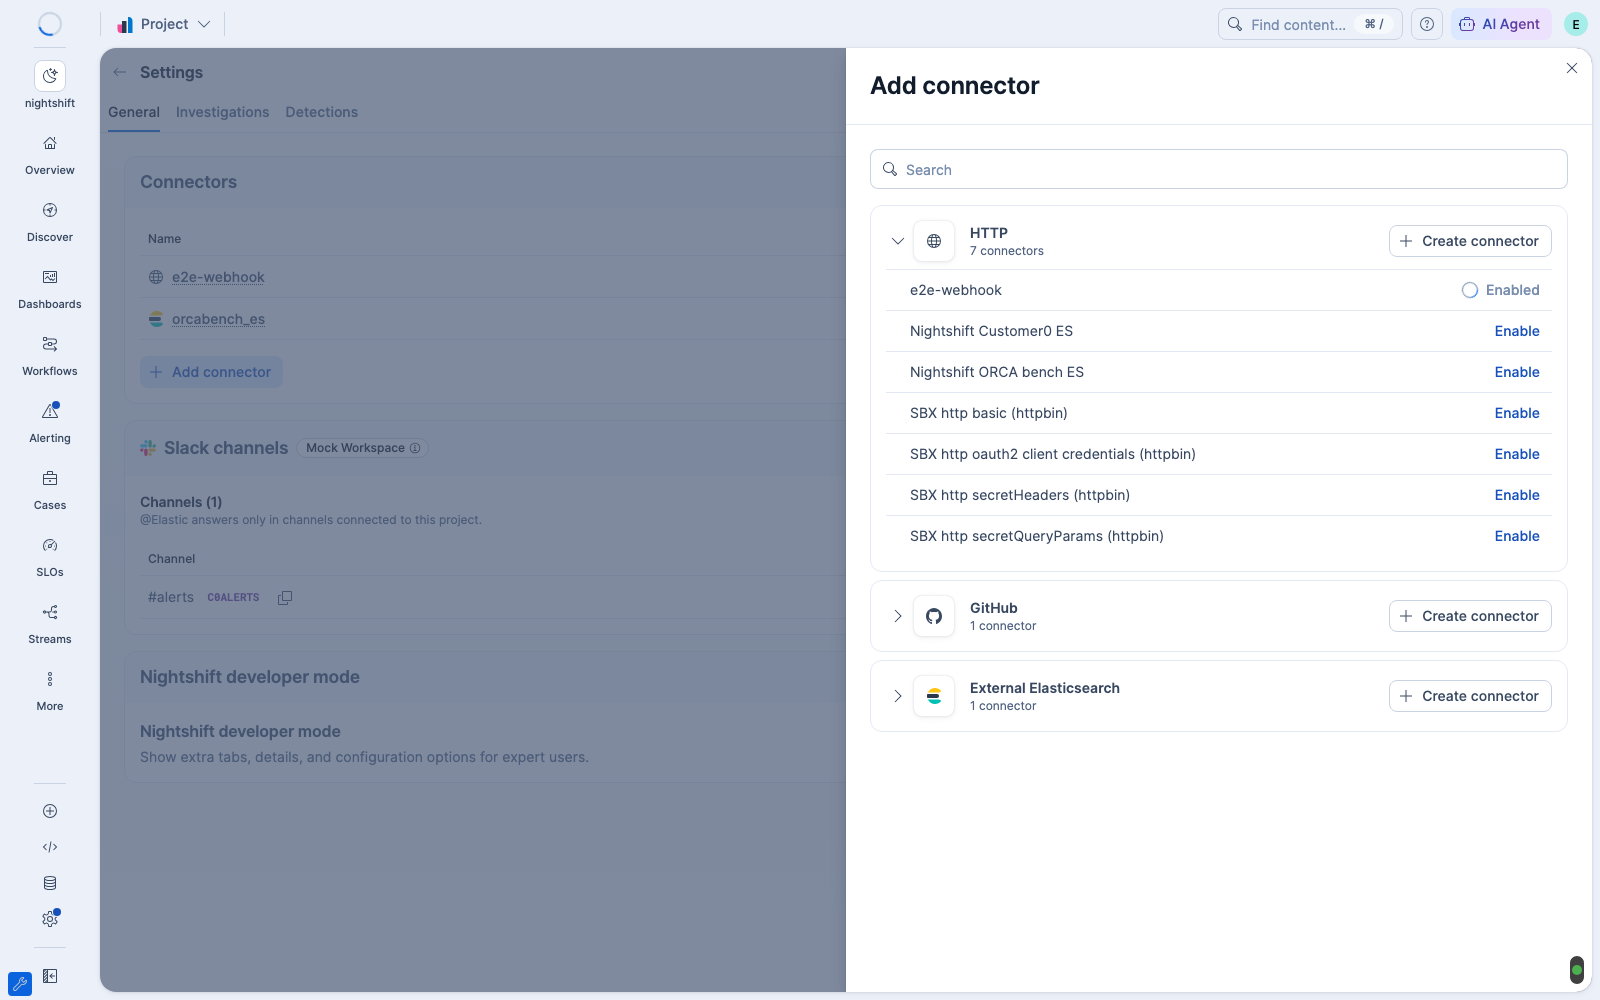 Project
Find content...
⌘ /
AI Agent
E
nightshift
Overview
Discover
Dashboards
Workflows
Alerting
Cases
SLOs
Streams
More
Settings
General
Investigations
Detections
Connectors
Name
e2e-webhook
orcabench_es
Add connector
Slack channels
Mock Workspace
Channels (1)
@Elastic answers only in channels connected to this project.
Channel
#alerts C0ALERTS
Nightshift developer mode
Nightshift developer mode
Show extra tabs, details, and configuration options for expert users.
Add connector
Search
HTTP
7 connectors
Create connector
e2e-webhook Enabled
Nightshift Customer0 ES Enable
Nightshift ORCA bench ES Enable
SBX http basic (httpbin) Enable
SBX http oauth2 client credentials (httpbin) Enable
SBX http secretHeaders (httpbin) Enable
SBX http secretQueryParams (httpbin) Enable
GitHub
1 connector
Create connector
External Elasticsearch
1 connector
Create connector